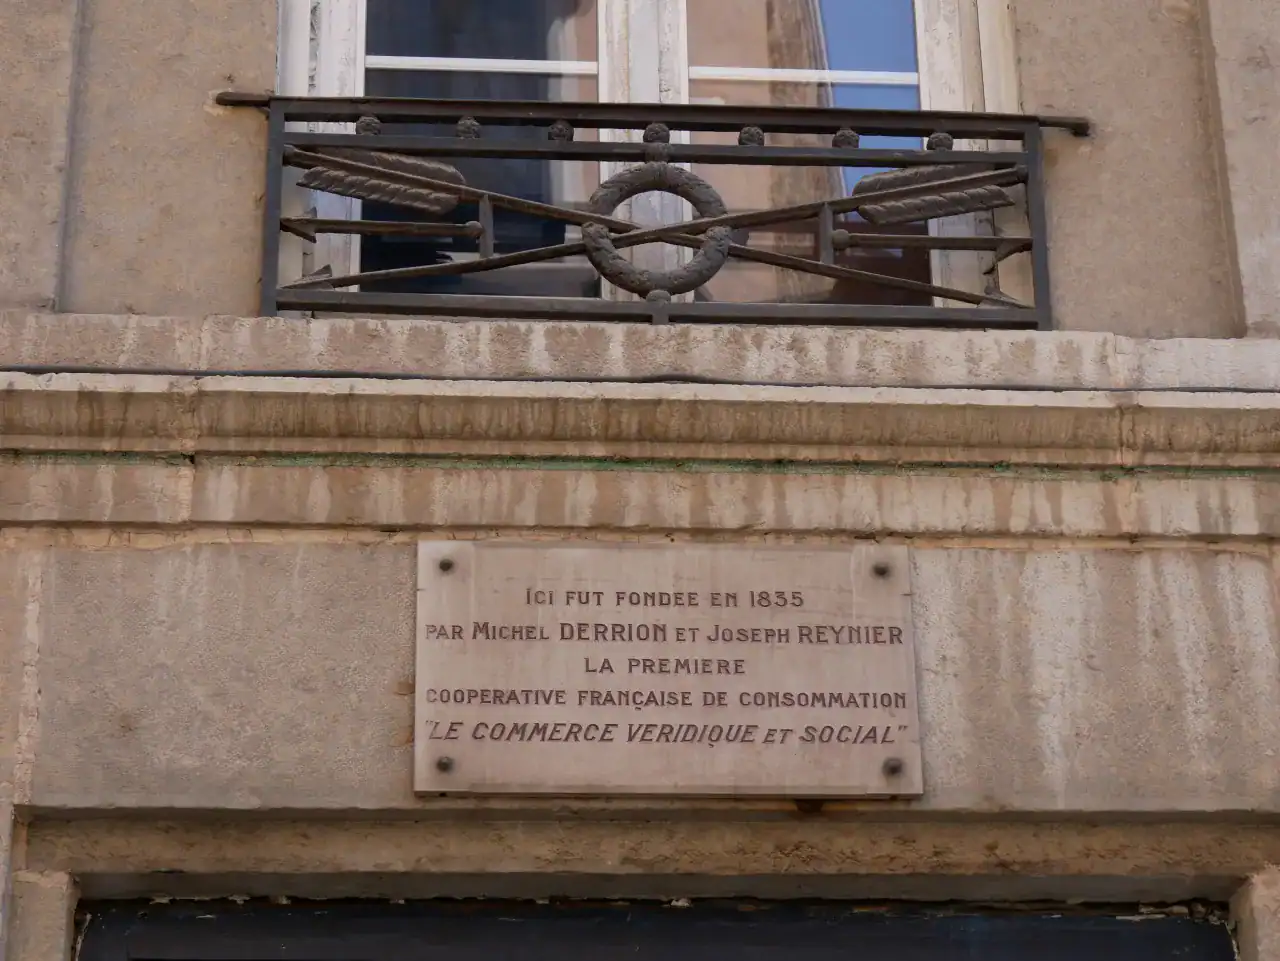 ICI FUT FONDEE EN 1835
PAR MICHEL DERRION ET JOSEPH REYNIER
LA PREMIERE
COOPERATIVE FRANÇAISE DE CONSOMMATION
"LE COMMERCE VERIDIQUE ET SOCIAL"